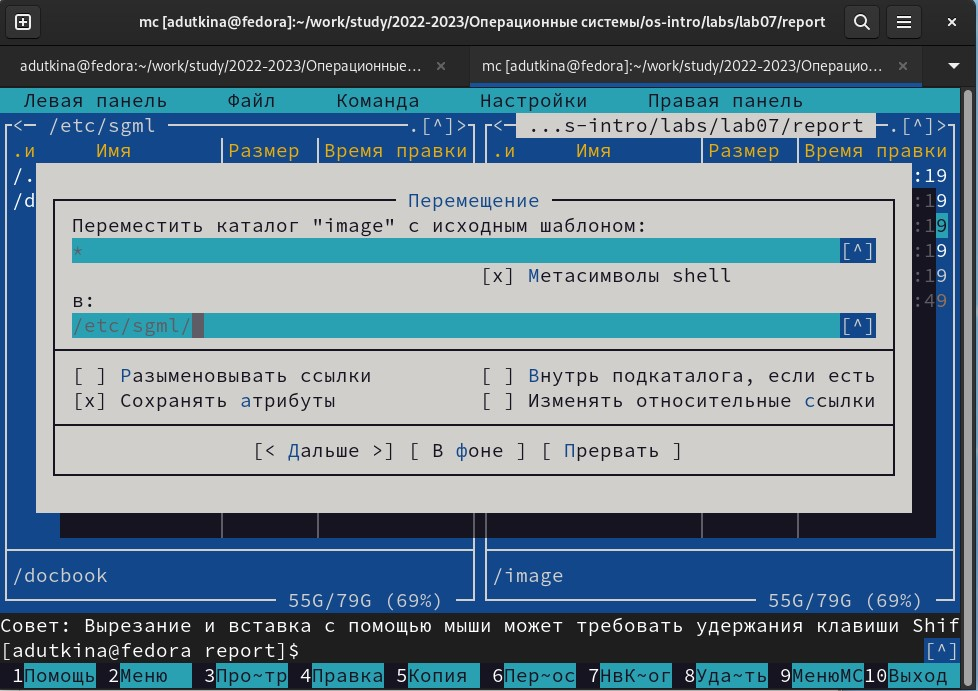 mc [adutkina@fedora]:~/work/study/2022-2023/Операционные системы/os-intro/labs/lab07/report
adutkina@fedora:~/work/study/2022-2023/Операционные... × mc [adutkina@fedora]:~/work/study/2022-2023/Операцио... ×
Левая панель Файл Команда Настройки Правая панель
<— /etc/sgml .[^]> <— ...s-intro/labs/lab07/report .[^]>
.и Имя Размер Время правки .и Имя Размер Время правки
/. :19
/d :19
:19
:19
:19
:49
Перемещение
Переместить каталог "image" с исходным шаблоном:
* [^]
[x] Метасимволы shell
в:
/etc/sgml/ [^]
[ ] Разыменовывать ссылки [ ] Внутрь подкаталога, если есть
[x] Сохранять атрибуты [ ] Изменять относительные ссылки
[< Дальше >] [ В фоне ] [ Прервать ]
/docbook /image
55G/79G (69%) 55G/79G (69%)
Совет: Вырезание и вставка с помощью мыши может требовать удержания клавиши Shif
[adutkina@fedora report]$ [^]
1Помощь 2Меню 3Про~тр 4Правка 5Копия 6Пер~ос 7НвК~ог 8Уда~ть 9МенюMC 10Выход